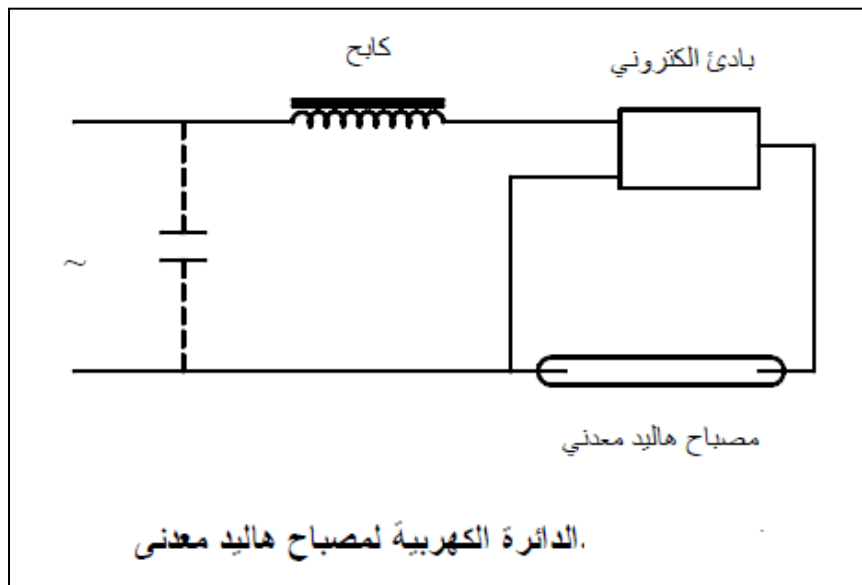 كابح
بادئ الكتروني
~
مصباح هاليد معدني
الدائرة الكهربية لمصباح هاليد معدنى.